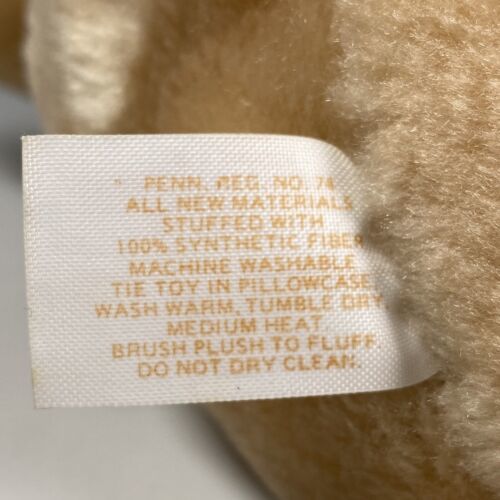 PENN. REG. NO. 74
ALL NEW MATERIALS
STUFFED WITH
100% SYNTHETIC FIBER
MACHINE WASHABLE
TIE TOY IN PILLOWCASE.
WASH WARM, TUMBLE DRY
MEDIUM HEAT
BRUSH PLUSH TO FLUFF.
DO NOT DRY CLEAN.